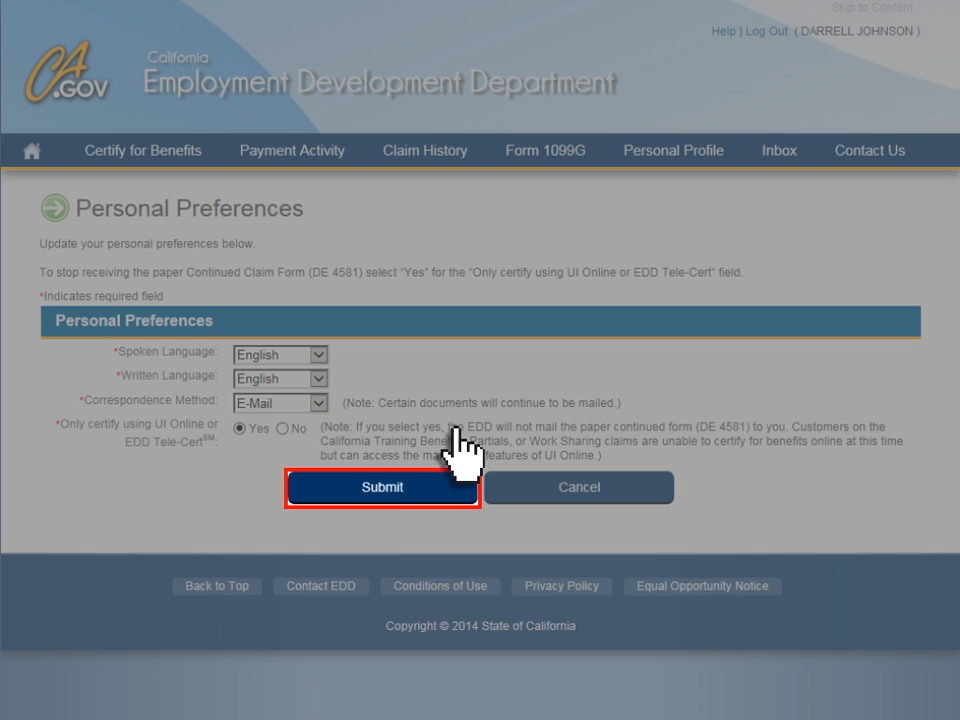 Skip to Content
Help | Log Out ( DARRELL JOHNSON )
CA.GOV
California
Employment Development Department
Certify for Benefits Payment Activity Claim History Form 1099G Personal Profile Inbox Contact Us
Personal Preferences
Update your personal preferences below.
To stop receiving the paper Continued Claim Form (DE 4581) select “Yes” for the “Only certify using UI Online or EDD Tele-Cert” field.
*Indicates required field
Personal Preferences
*Spoken Language: English
*Written Language: English
*Correspondence Method: E-Mail (Note: Certain documents will continue to be mailed.)
*Only certify using UI Online or EDD Tele-Cert℠: Yes No
(Note: If you select yes, the EDD will not mail the paper continued form (DE 4581) to you. Customers on the
California Training Partials, or Work Sharing claims are unable to certify for benefits online at this time
but can access the features of UI Online.)
Submit Cancel
Back to Top Contact EDD Conditions of Use Privacy Policy Equal Opportunity Notice
Copyright © 2014 State of California